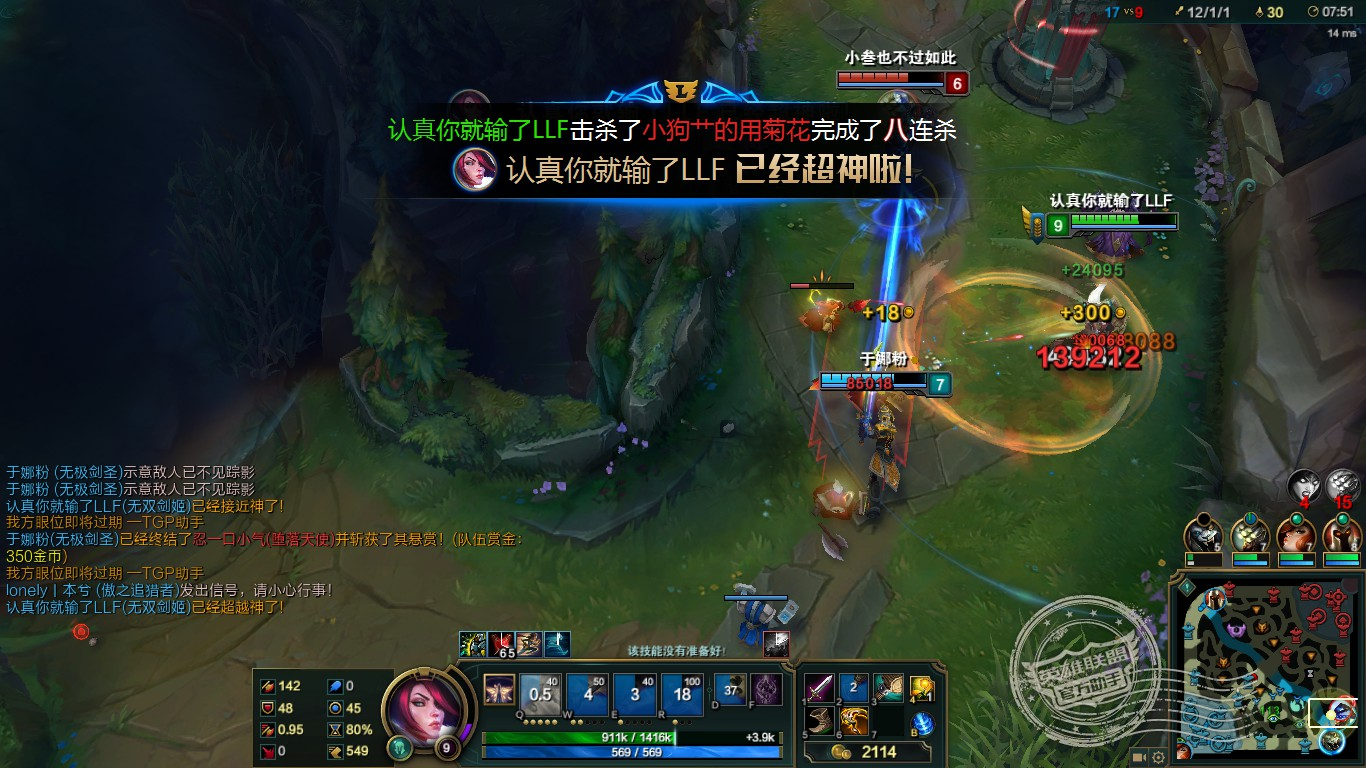 17 vs 9 12/1/1 30 07:51
14 ms
小叁也不过如此
6
认真你就输了LLF击杀了小狗艹的用菊花完成了八连杀
认真你就输了LLF 已经超神啦!
认真你就输了LLF
9
+24095
+18
+300
139212
于娜粉
85018
7
于娜粉 (无极剑圣)示意敌人已不见踪影
于娜粉 (无极剑圣)示意敌人已不见踪影
认真你就输了LLF(无双剑姬)已经接近神了!
我方眼位即将过期 一TGP助手
于娜粉(无极剑圣)已经终结了忍一口小气(堕落天使)并斩获了其悬赏! (队伍赏金:
350金币)
我方眼位即将过期 一TGP助手
lonely丨本兮 (傲之追猎者)发出信号，请小心行事!
认真你就输了LLF(无双剑姬)已经超越神了!
4 15
65
该技能没有准备好!
142 0
48 45
0.95 80%
0 549
9
40 50 40 100
0.5 4 3 18 37
Q W E R D F
911k / 1416k +3.9k
569 / 569
1 2 3 4
5 6 7 B
2114
英雄联盟
官方助手